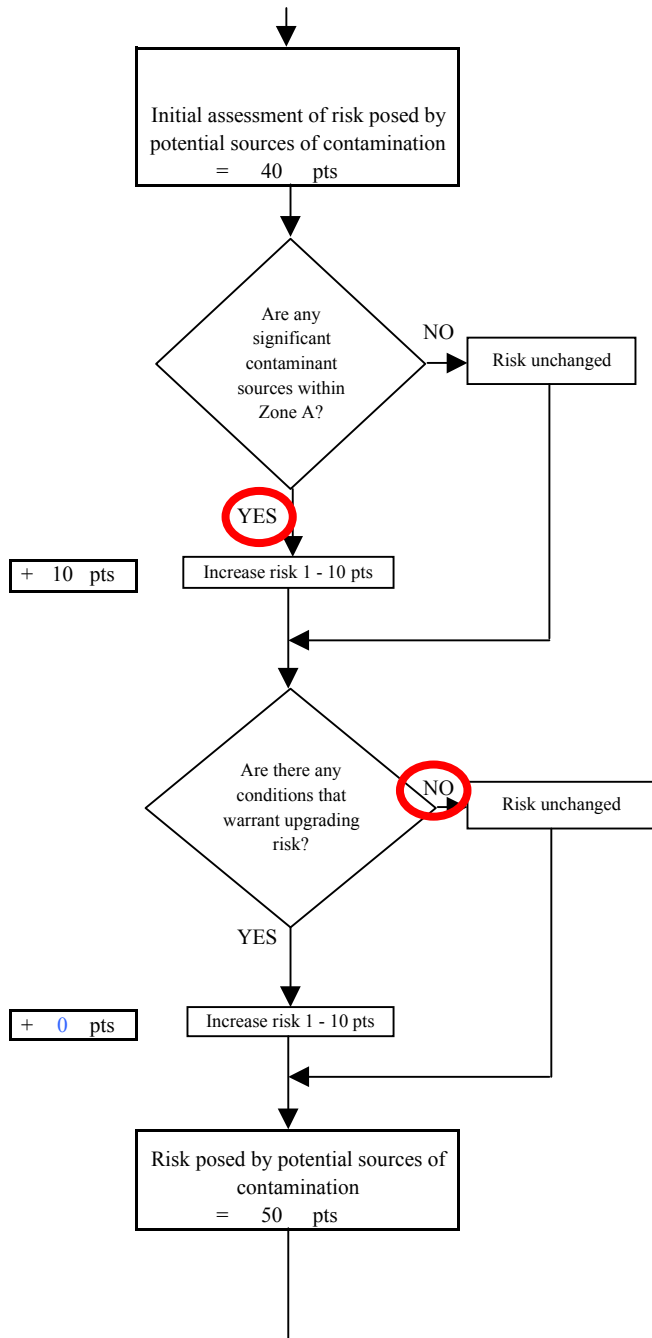 Initial assessment of risk posed by
potential sources of contamination
= 40 pts
Are any
significant
contaminant
sources within
Zone A?
NO
Risk unchanged
YES
+ 10 pts
Increase risk 1 - 10 pts
Are there any
conditions that
warrant upgrading
risk?
NO
Risk unchanged
YES
+ 0 pts
Increase risk 1 - 10 pts
Risk posed by potential sources of
contamination
= 50 pts